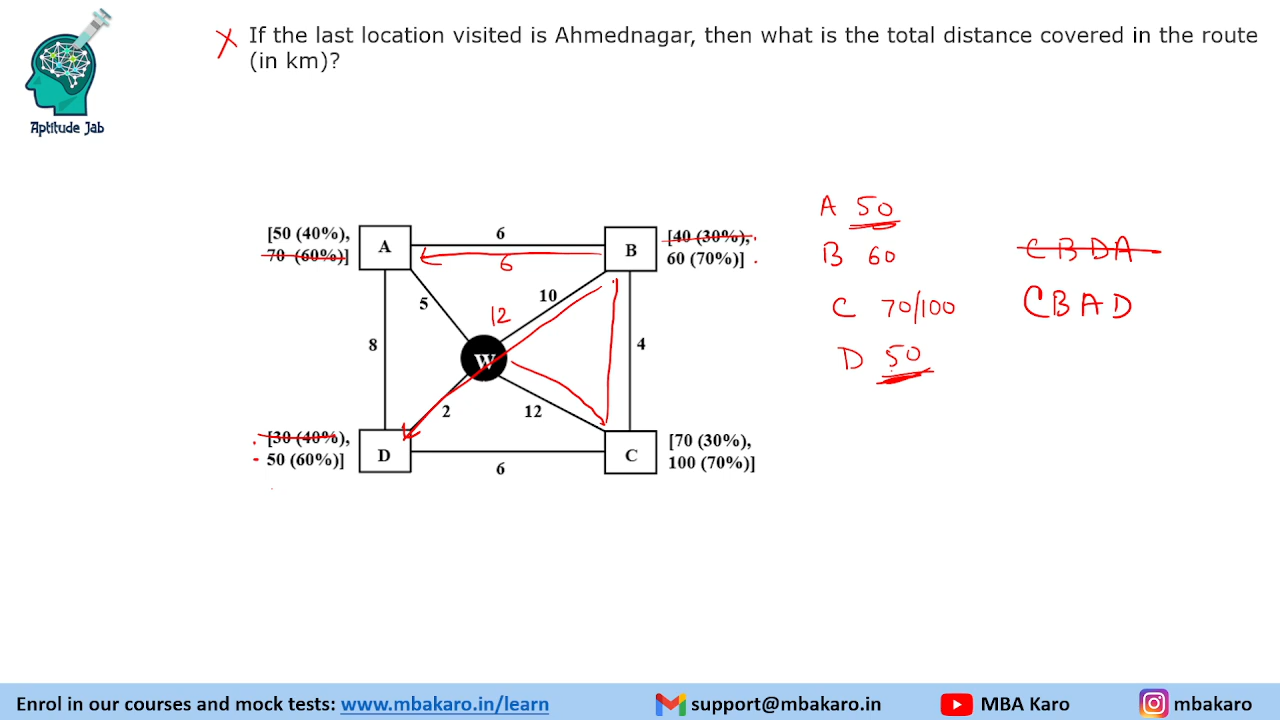 If the last location visited is Ahmednagar, then what is the total distance covered in the route
(in km)?
Aptitude Jab
A 50
[50 (40%),
70 (60%)]
A
6
B
[40 (30%),
60 (70%)]
6
B 60
C B D A
5
12
10
C 70/100
C B A D
8
W
4
D 50
2
12
[30 (40%),
50 (60%)]
D
6
C
[70 (30%),
100 (70%)]
Enrol in our courses and mock tests: www.mbakaro.in/learn
support@mbakaro.in
MBA Karo
mbakaro